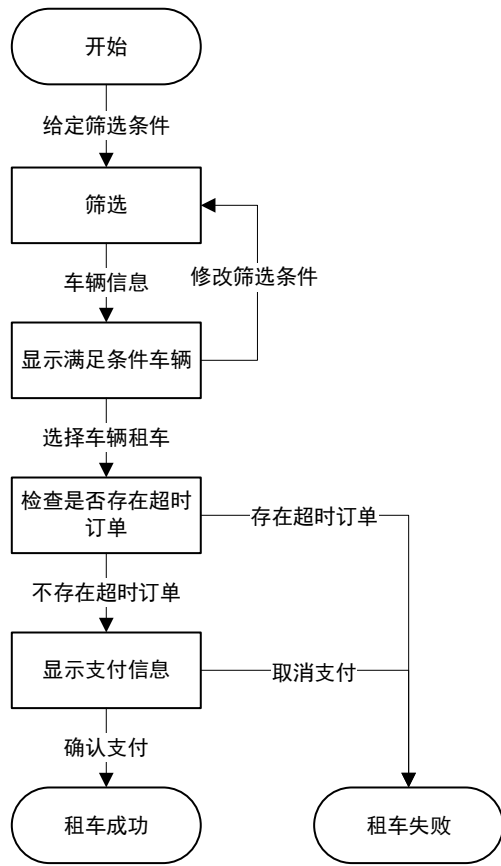 开始
给定筛选条件
筛选
车辆信息
修改筛选条件
显示满足条件车辆
选择车辆租车
检查是否存在超时
订单
存在超时订单
不存在超时订单
显示支付信息
取消支付
确认支付
租车成功
租车失败